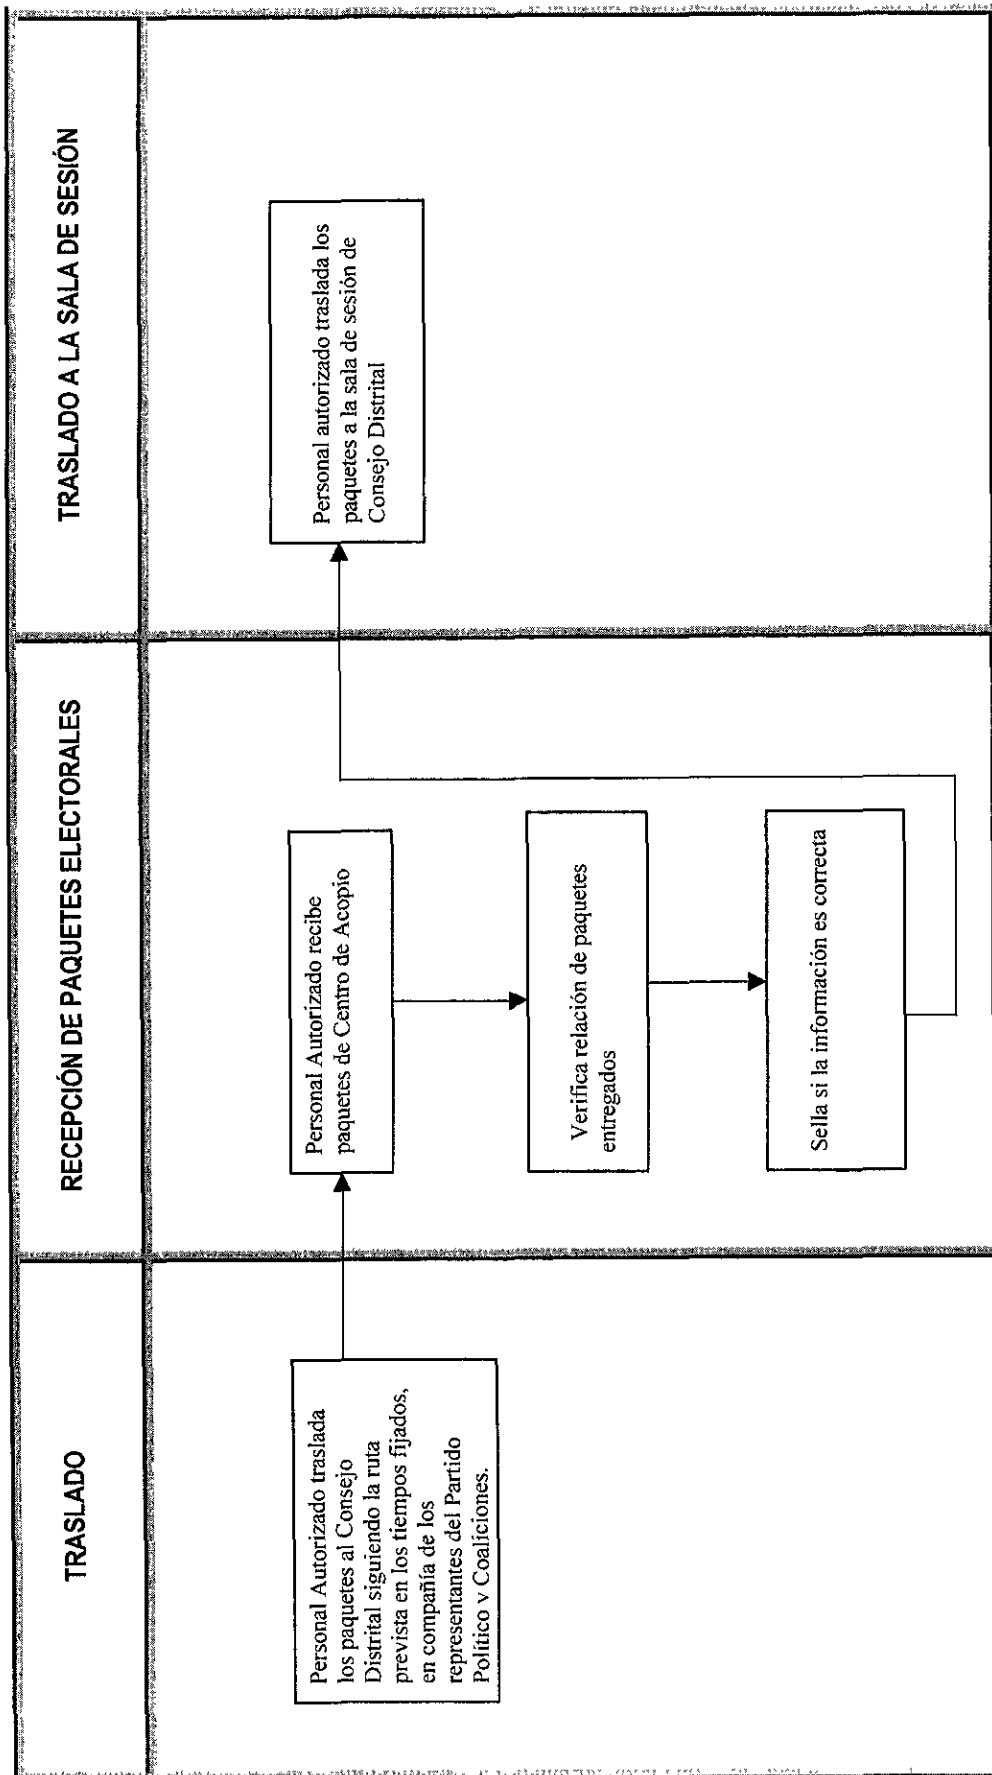 TRASLADO
RECEPCIÓN DE PAQUETES ELECTORALES
TRASLADO A LA SALA DE SESIÓN
Personal Autorizado traslada
los paquetes al Consejo
Distrital siguiendo la ruta
prevista en los tiempos fijados,
en compañía de los
representantes del Partido
Político y Coaliciones.
Personal Autorizado recibe
paquetes de Centro de Acopio
Verifica relación de paquetes
entregados
Sella si la información es correcta
Personal autorizado traslada los
paquetes a la sala de sesión de
Consejo Distrital